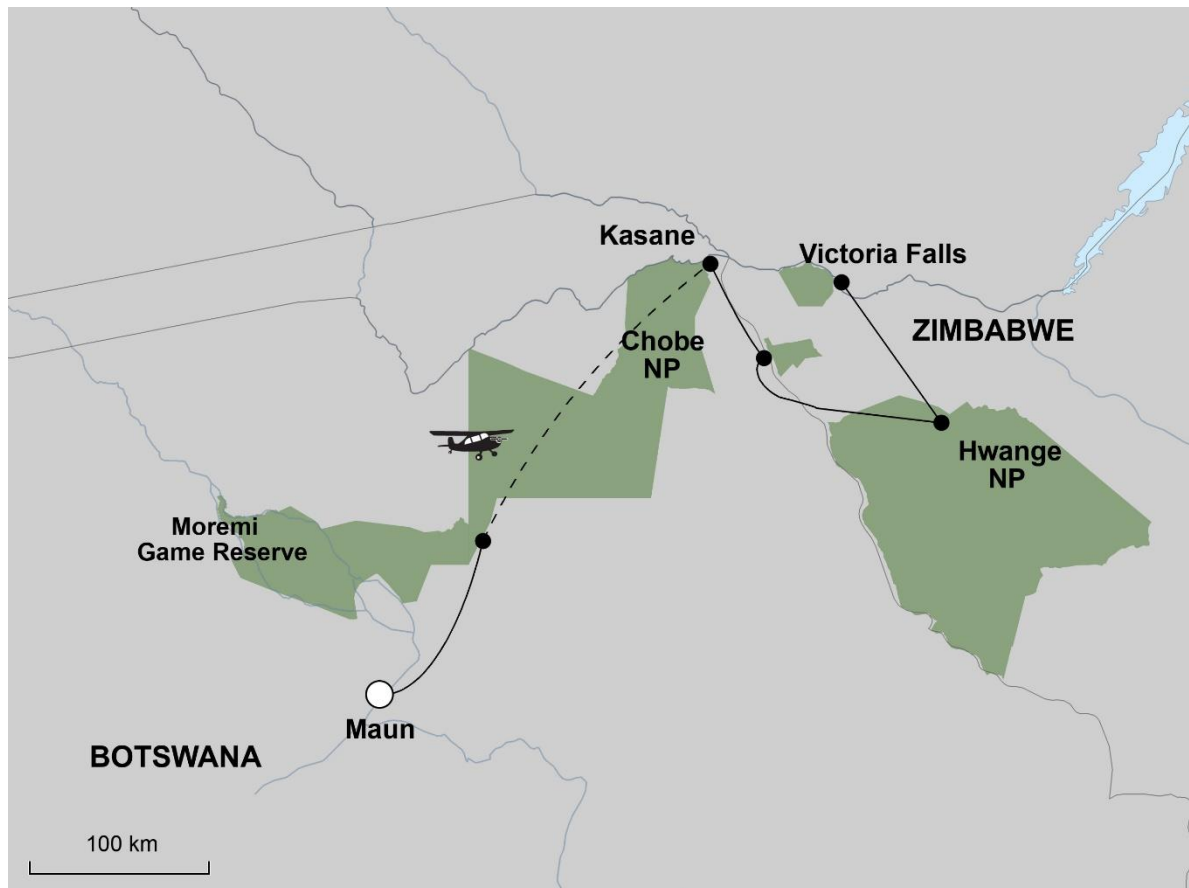 Kasane
Victoria Falls
ZIMBABWE
Chobe
NP
Hwange
NP
Moremi
Game Reserve
Maun
BOTSWANA
100 km